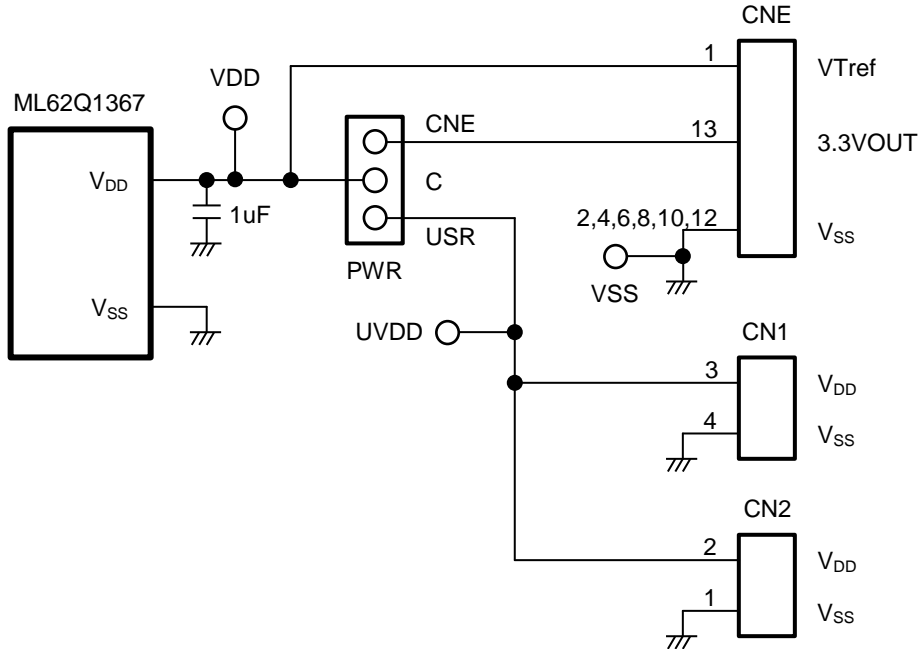 CNE
1
VTref
VDD
ML62Q1367
CNE
13
3.3VOUT
VDD
C
1uF
2,4,6,8,10,12
VSS
USR
PWR
VSS
VSS
UVDD
CN1
3
VDD
4
VSS
CN2
2
VDD
1
VSS